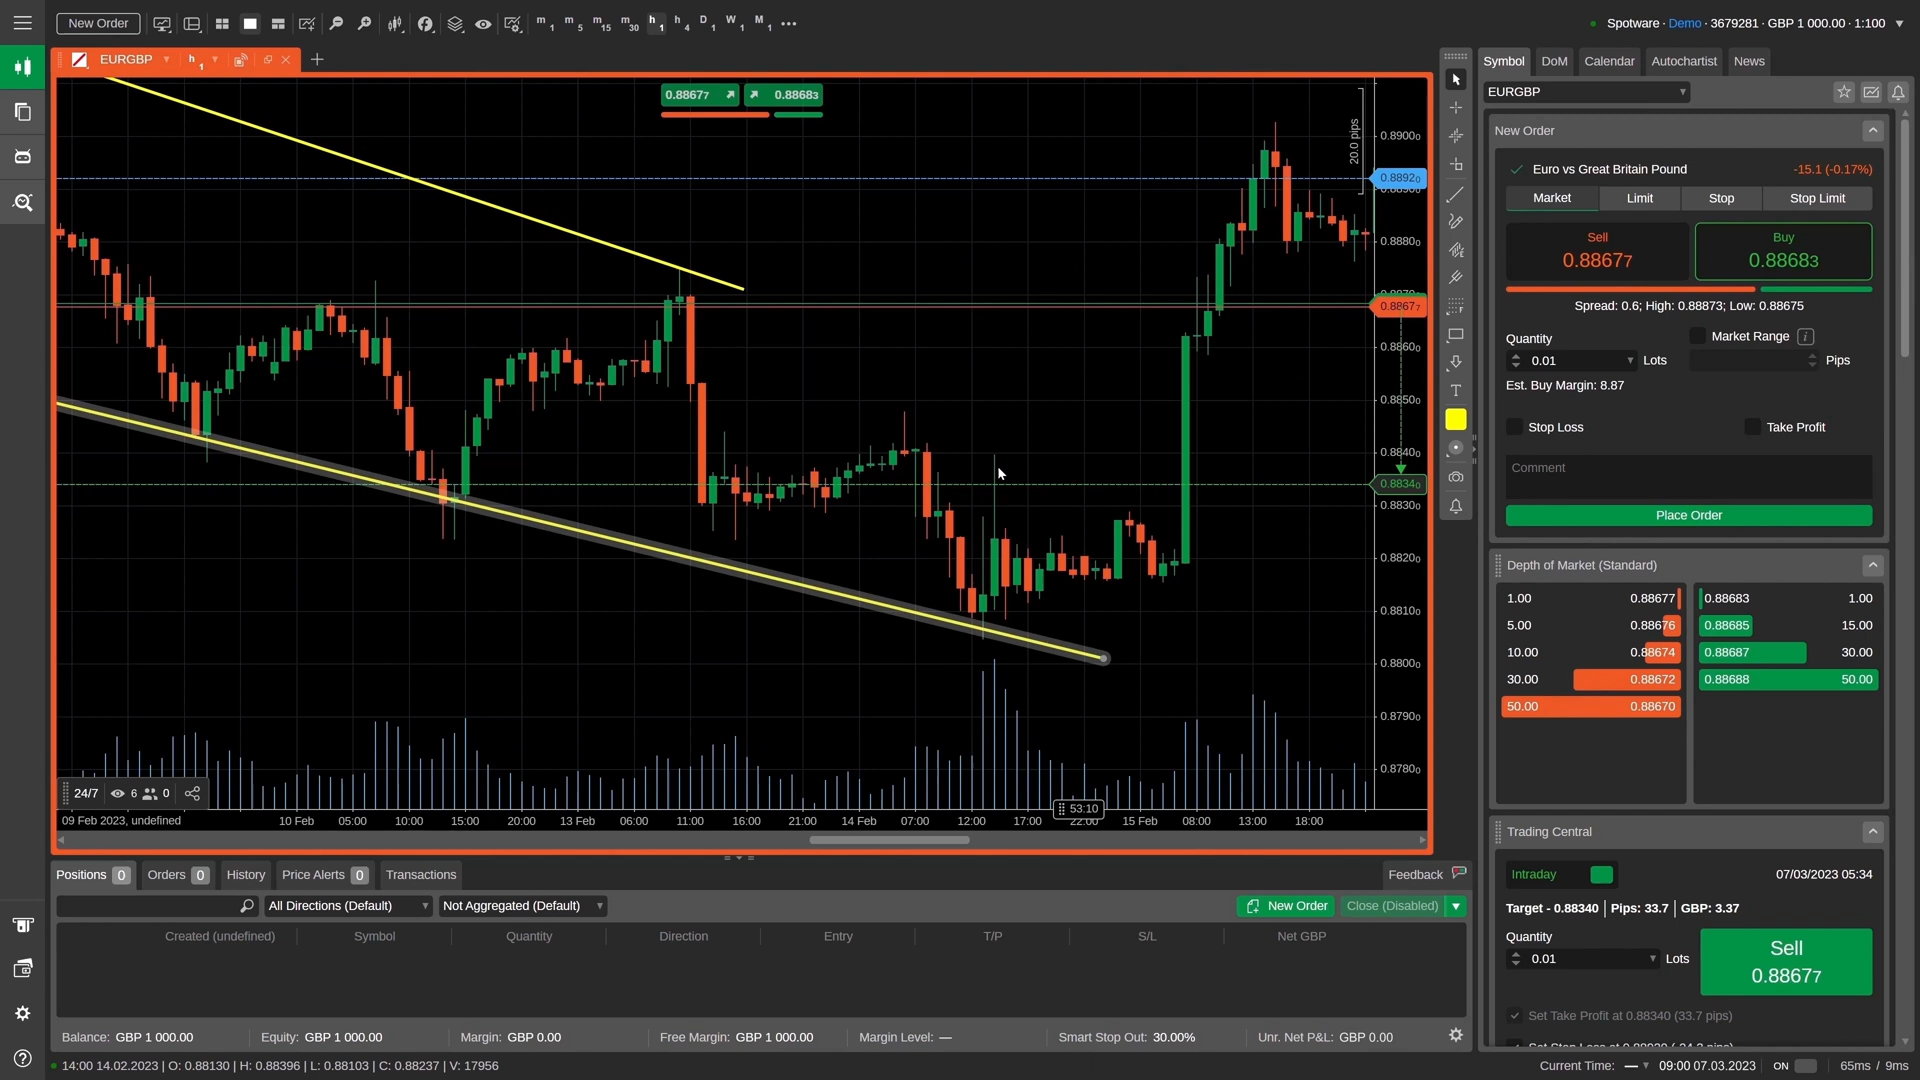 New Order
m 1 m 5 m 15 m 30 h 1 h 4 D 1 W 1 M 1
Spotware · Demo · 3679281 · GBP 1 000.00 · 1:100
EURGBP h 1
Symbol DoM Calendar Autochartist News
EURGBP
0.88677 0.88683
20.0 pips
0.89000
0.88920
0.88800
0.88677
0.88600
0.88500
0.88400
0.88340
0.88300
0.88200
0.88100
0.88000
0.87900
0.87800
24/7 6 0
53:10
09 Feb 2023, undefined 10 Feb 05:00 10:00 15:00 20:00 13 Feb 06:00 11:00 16:00 21:00 14 Feb 07:00 12:00 17:00 22:00 15 Feb 08:00 13:00 18:00
New Order
Euro vs Great Britain Pound -15.1 (-0.17%)
Market Limit Stop Stop Limit
Sell Buy
0.88677 0.88683
Spread: 0.6; High: 0.88873; Low: 0.88675
Quantity Market Range
0.01 Lots Pips
Est. Buy Margin: 8.87
Stop Loss Take Profit
Comment
Place Order
Depth of Market (Standard)
1.00 0.88677 0.88683 1.00
5.00 0.88676 0.88685 15.00
10.00 0.88674 0.88687 30.00
30.00 0.88672 0.88688 50.00
50.00 0.88670
Trading Central
Intraday 07/03/2023 05:34
Target - 0.88340 | Pips: 33.7 | GBP: 3.37
Quantity
0.01 Lots
Sell
0.88677
Set Take Profit at 0.88340 (33.7 pips)
Positions 0 Orders 0 History Price Alerts 0 Transactions Feedback
All Directions (Default) Not Aggregated (Default) New Order Close (Disabled)
Created (undefined) Symbol Quantity Direction Entry T/P S/L Net GBP
Balance: GBP 1 000.00 Equity: GBP 1 000.00 Margin: GBP 0.00 Free Margin: GBP 1 000.00 Margin Level: — Smart Stop Out: 30.00% Unr. Net P&L: GBP 0.00
14:00 14.02.2023 | O: 0.88130 | H: 0.88396 | L: 0.88103 | C: 0.88237 | V: 17956
Current Time: — 09:00 07.03.2023 ON 65ms / 9ms